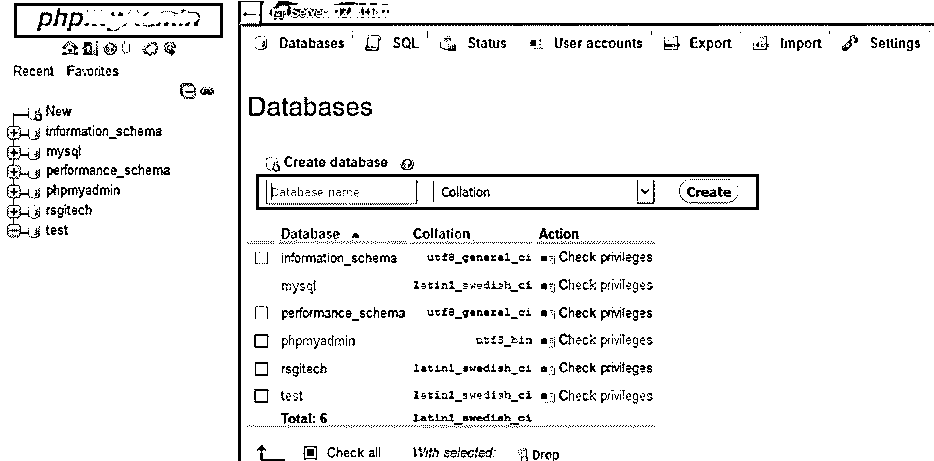 php
Recent Favorites
New
information_schema
mysql
performance_schema
phpmyadmin
rsgitech
test
Databases SQL Status User accounts Export Import Settings
Databases
Create database
Database name Collation Create
Database Collation Action
information_schema utf8_general_ci Check privileges
mysql latin1_swedish_ci Check privileges
performance_schema utf8_general_ci Check privileges
phpmyadmin utf8_bin Check privileges
rsgitech latin1_swedish_ci Check privileges
test latin1_swedish_ci Check privileges
Total: 6 latin1_swedish_ci
Check all With selected: Drop